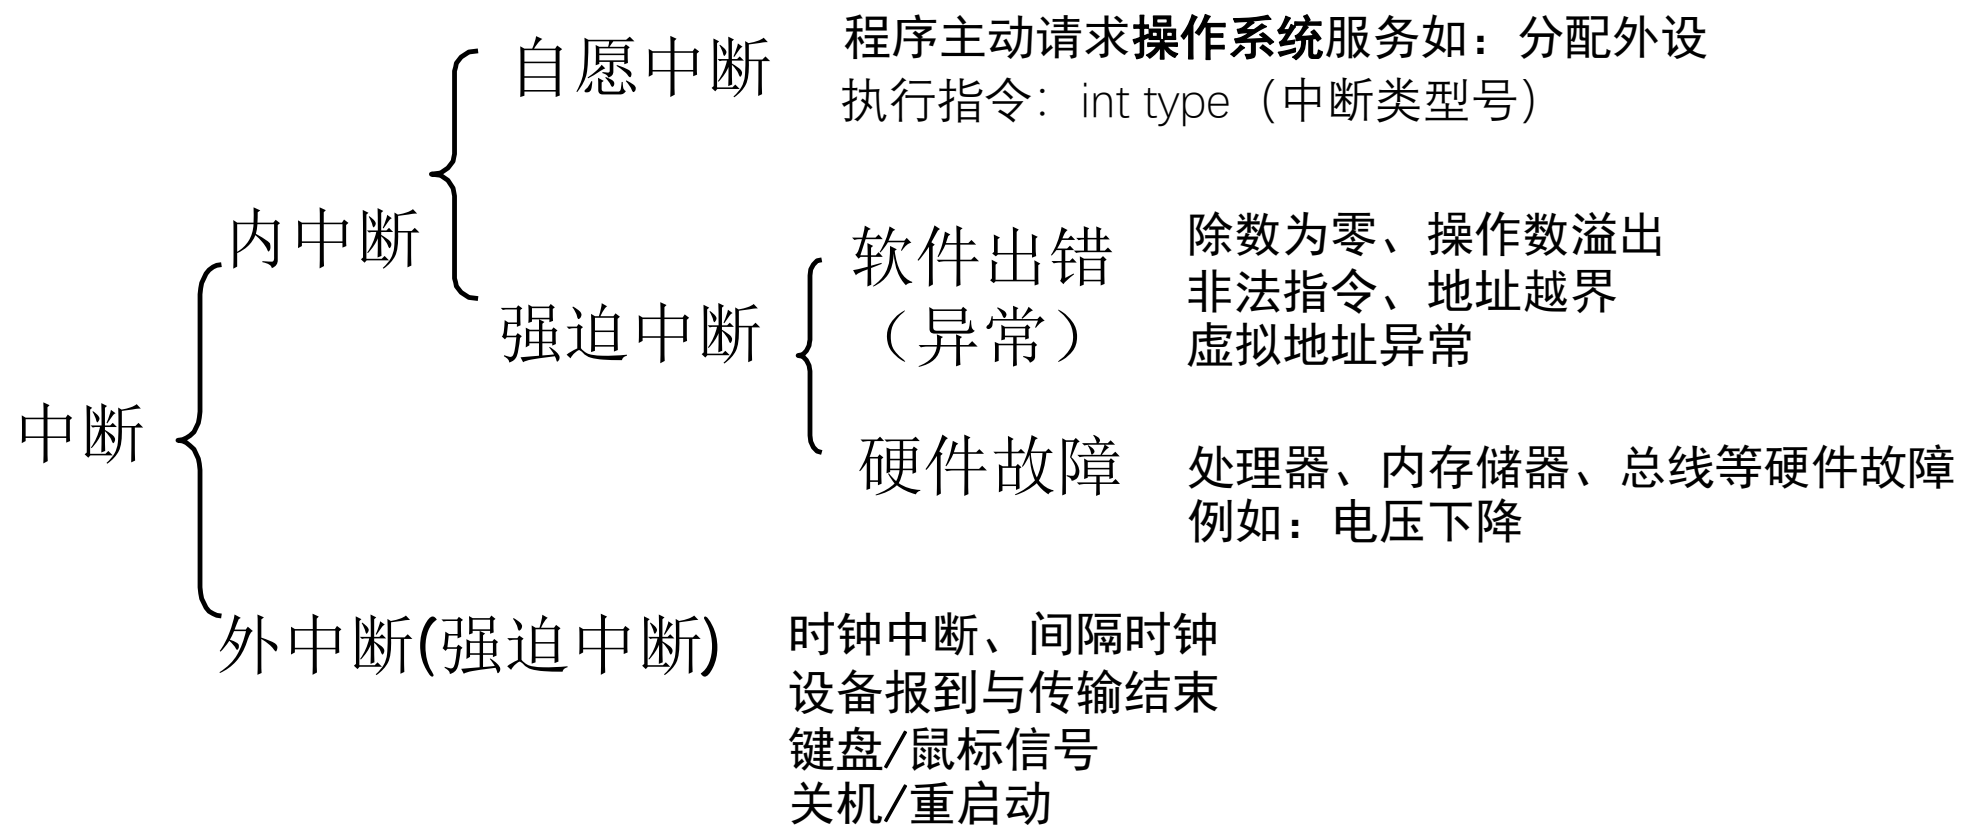 自愿中断
程序主动请求操作系统服务如：分配外设
执行指令：int type（中断类型号）
内中断
强迫中断
软件出错
（异常）
除数为零、操作数溢出
非法指令、地址越界
虚拟地址异常
中断
硬件故障
处理器、内存储器、总线等硬件故障
例如：电压下降
外中断(强迫中断)
时钟中断、间隔时钟
设备报到与传输结束
键盘/鼠标信号
关机/重启动